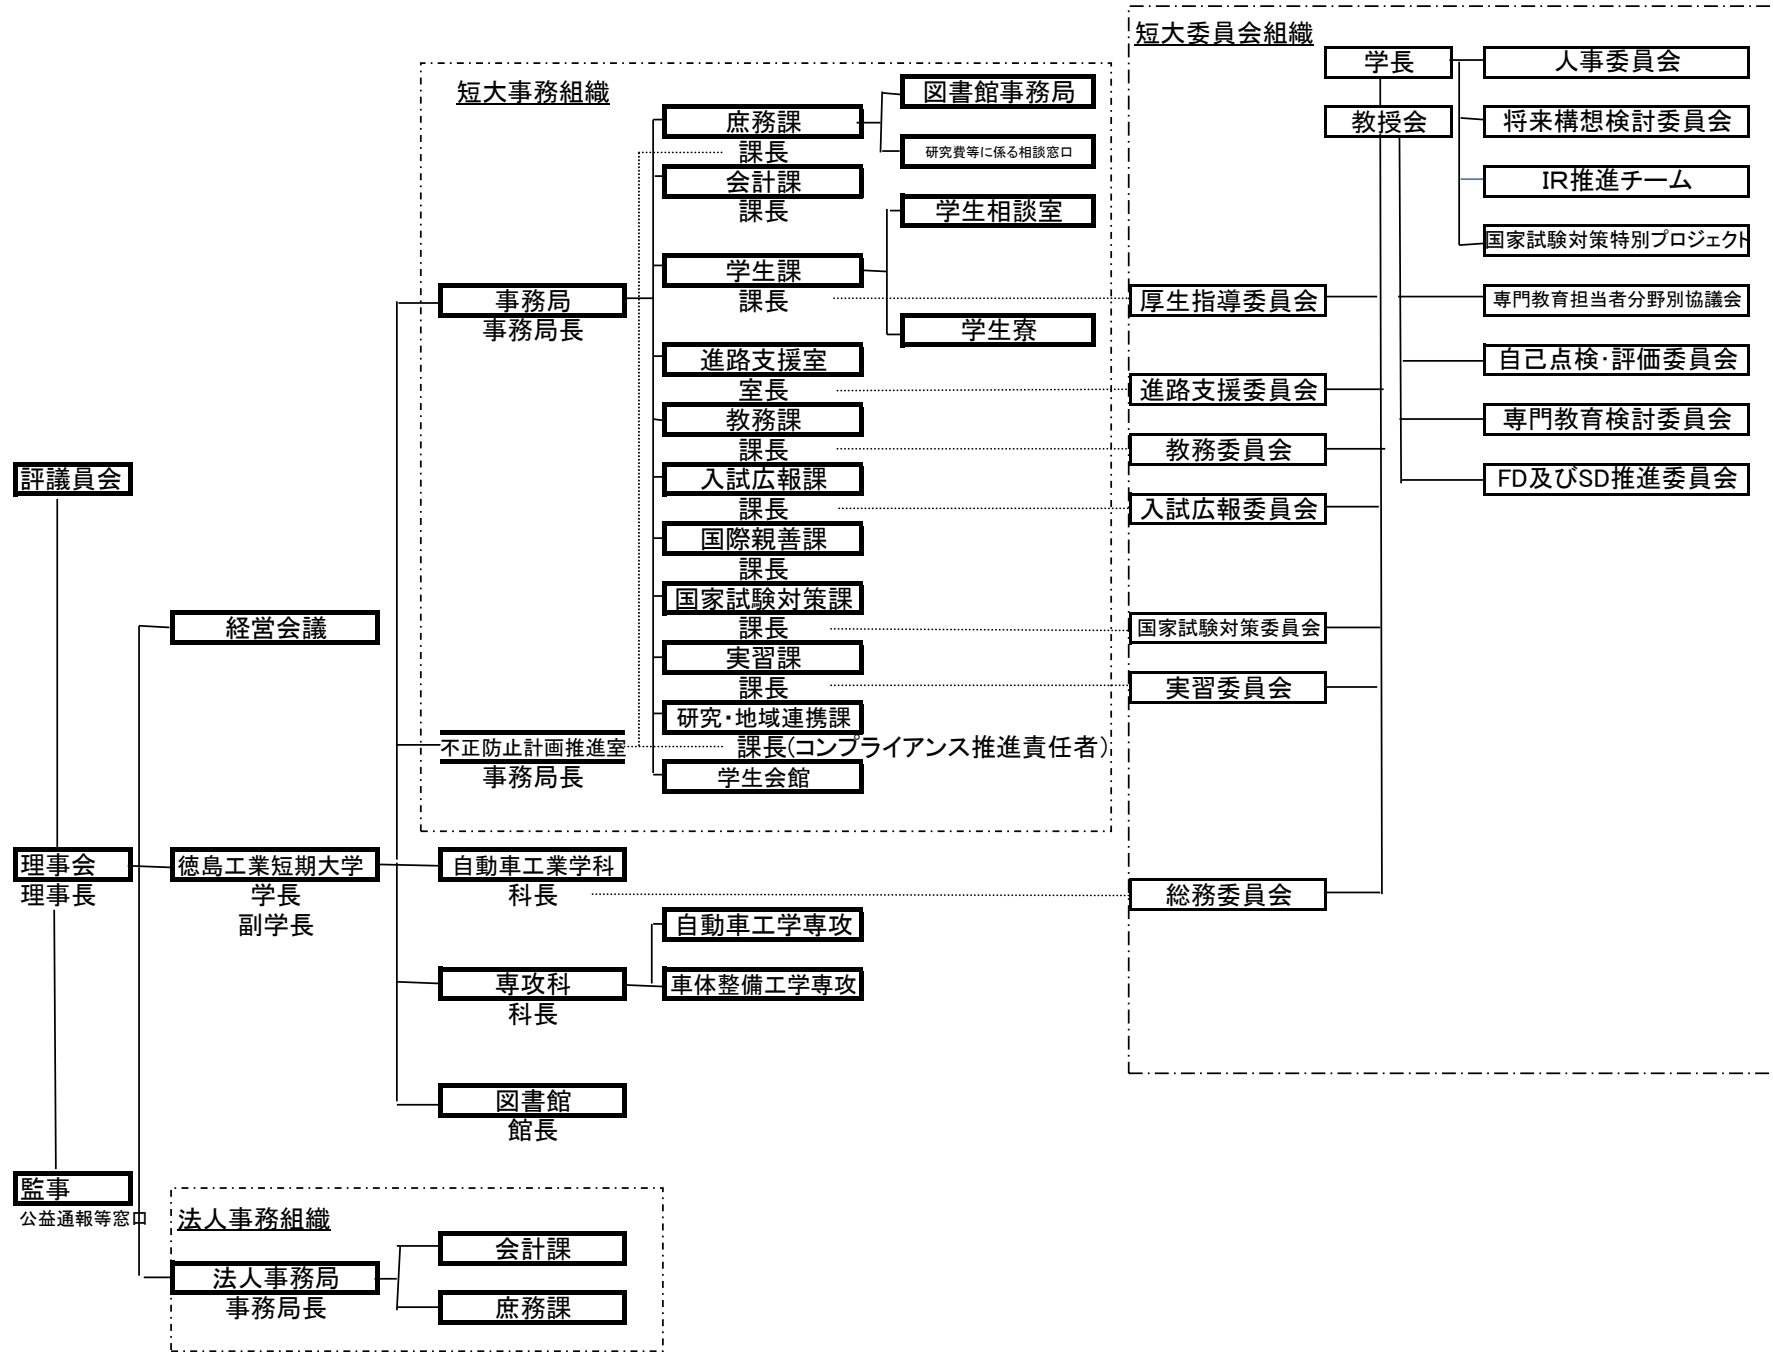 短大委員会組織
学長
人事委員会
短大事務組織
図書館事務局
庶務課
教授会
将来構想検討委員会
課長
研究費等に係る相談窓口
会計課
IR推進チーム
課長
学生相談室
国家試験対策特別プロジェクト
学生課
課長
事務局
厚生指導委員会
専門教育担当者分野別協議会
事務局長
学生寮
進路支援室
自己点検・評価委員会
室長
進路支援委員会
教務課
専門教育検討委員会
課長
教務委員会
評議員会
入試広報課
FD及びSD推進委員会
課長
入試広報委員会
国際親善課
課長
国家試験対策課
経営会議
課長
国家試験対策委員会
実習課
課長
実習委員会
研究・地域連携課
不正防止計画推進室
課長(コンプライアンス推進責任者)
事務局長
学生会館
理事会
徳島工業短期大学
自動車工業学科
理事長
学長
科長
総務委員会
副学長
自動車工学専攻
専攻科
車体整備工学専攻
科長
図書館
館長
監事
公益通報等窓口
法人事務組織
会計課
法人事務局
事務局長
庶務課